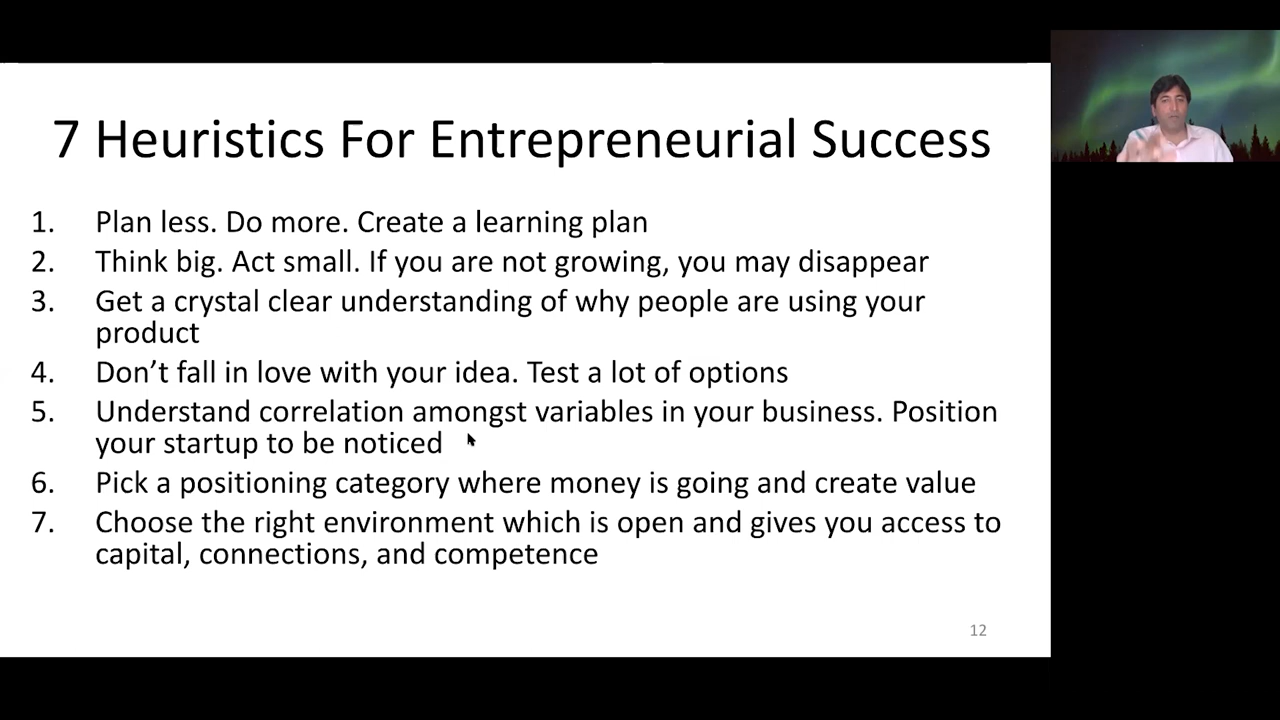 7 Heuristics For Entrepreneurial Success
1. Plan less. Do more. Create a learning plan
2. Think big. Act small. If you are not growing, you may disappear
3. Get a crystal clear understanding of why people are using your
product
4. Don’t fall in love with your idea. Test a lot of options
5. Understand correlation amongst variables in your business. Position
your startup to be noticed
6. Pick a positioning category where money is going and create value
7. Choose the right environment which is open and gives you access to
capital, connections, and competence
12